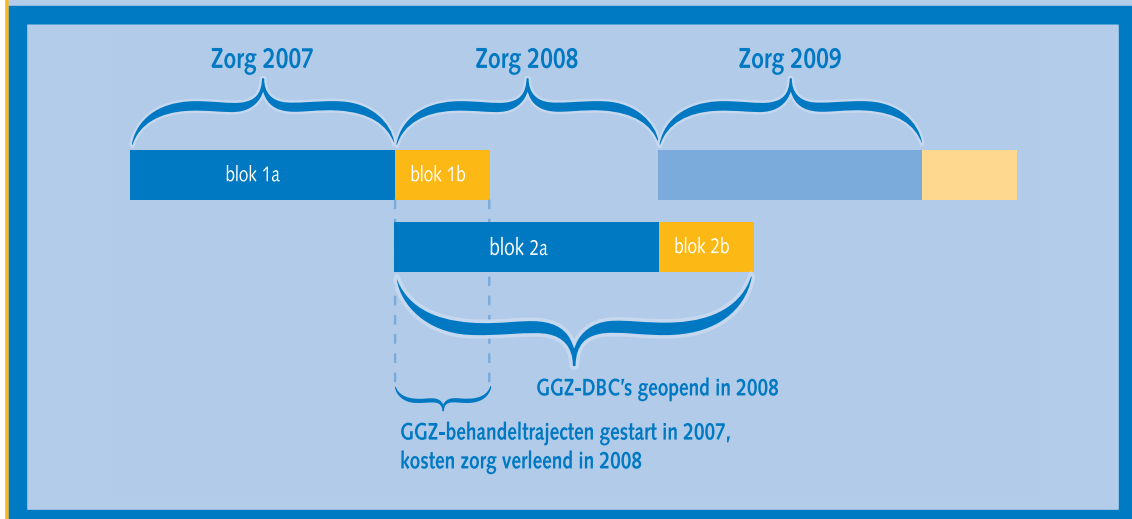 Zorg 2007
Zorg 2008
Zorg 2009
blok 1a
blok 1b
blok 2a
blok 2b
GGZ-DBC's geopend in 2008
GGZ-behandeltrajecten gestart in 2007,
kosten zorg verleend in 2008